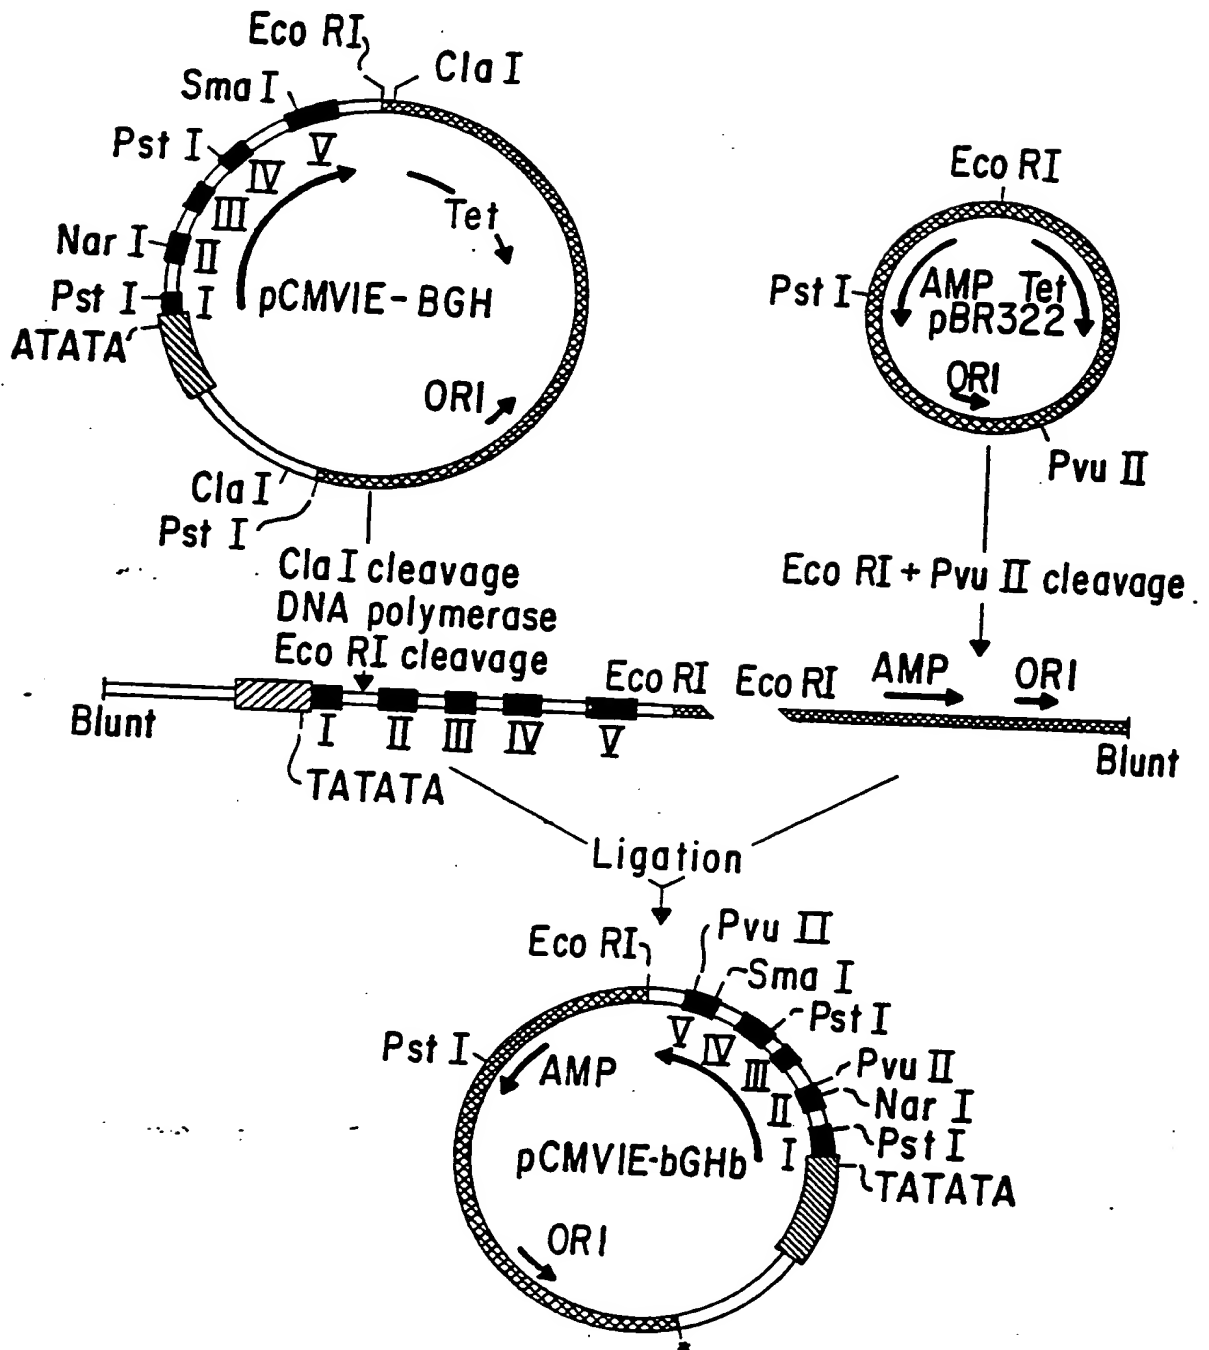 Eco RI
Cla I
Sma I
Pst I
V
IV
III
Tet
Nar I
II
Pst I
I
pCMVIE-BGH
ATATA
ORI
Cla I
Pst I
Eco RI
Pst I
AMP Tet
pBR322
ORI
Pvu II
Cla I cleavage
DNA polymerase
Eco RI cleavage
Eco RI + Pvu II cleavage
Eco RI
Eco RI
AMP
ORI
Blunt
I II III IV V
Blunt
TATATA
Ligation
Eco RI
Pvu II
Sma I
Pst I
Pst I
V
IV
AMP
III
Pvu II
II
Nar I
pCMVIE-bGHb
I
Pst I
TATATA
ORI
*